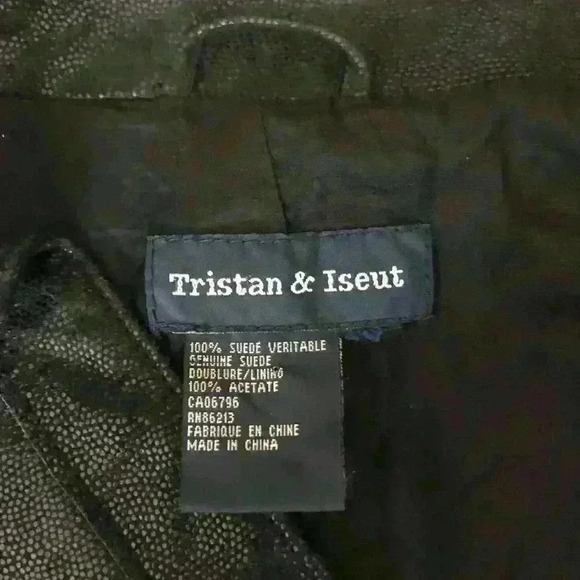 Tristan & Iseut
100% SUEDE VERITABLE
GENUINE SUEDE
DOUBLURE/LINING
100% ACETATE
CA06796
RN86213
FABRIQUE EN CHINE
MADE IN CHINA